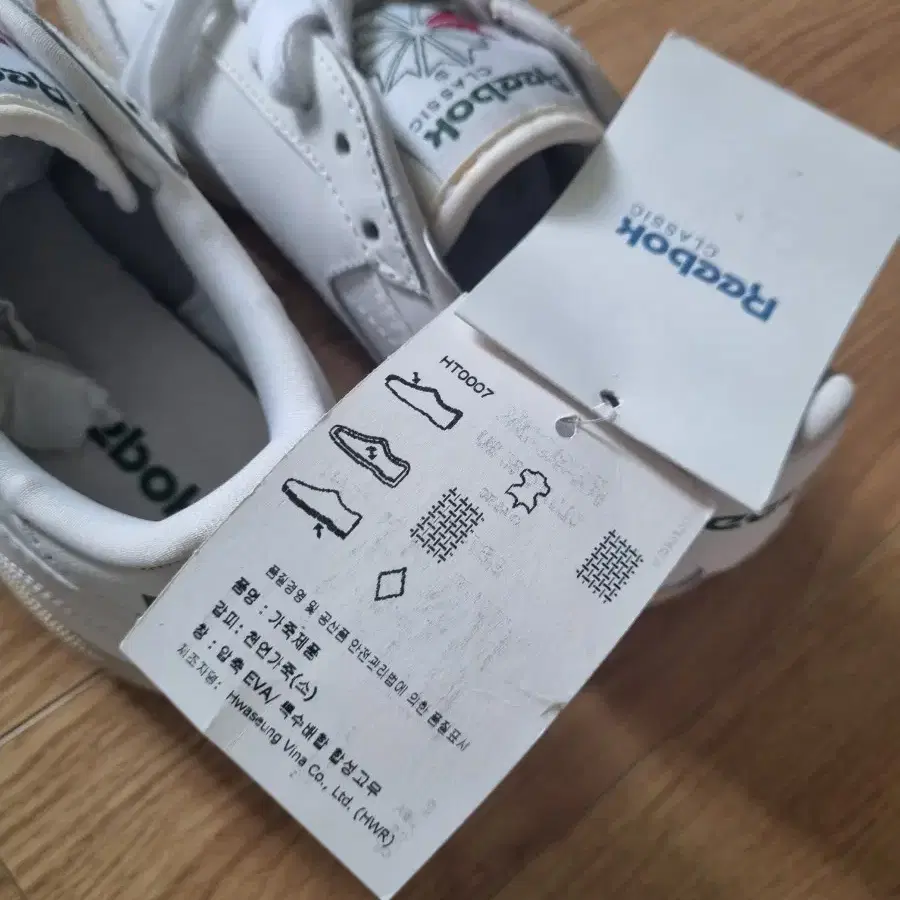 Reebok
CLASSIC
Reebok
CLASSIC
HT0007
품질경영 및 공산품 안전관리법에 의한 품질표시
품명 : 가죽제품
갑피: 천연가죽(소)
창 : 압축 EVA/ 특수배합 합성고무
제조자명: Hwaseung Vina Co., Ltd. (HWR)